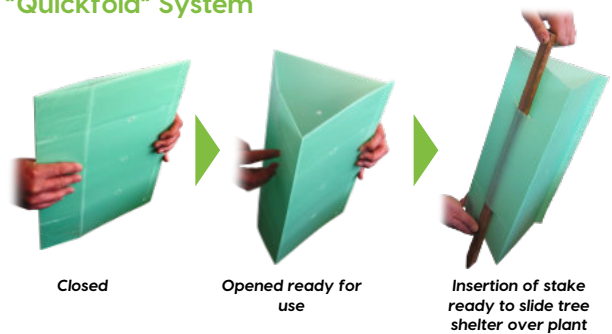 "Quickfold" System
Closed
Opened ready for
use
Insertion of stake
ready to slide tree
shelter over plant